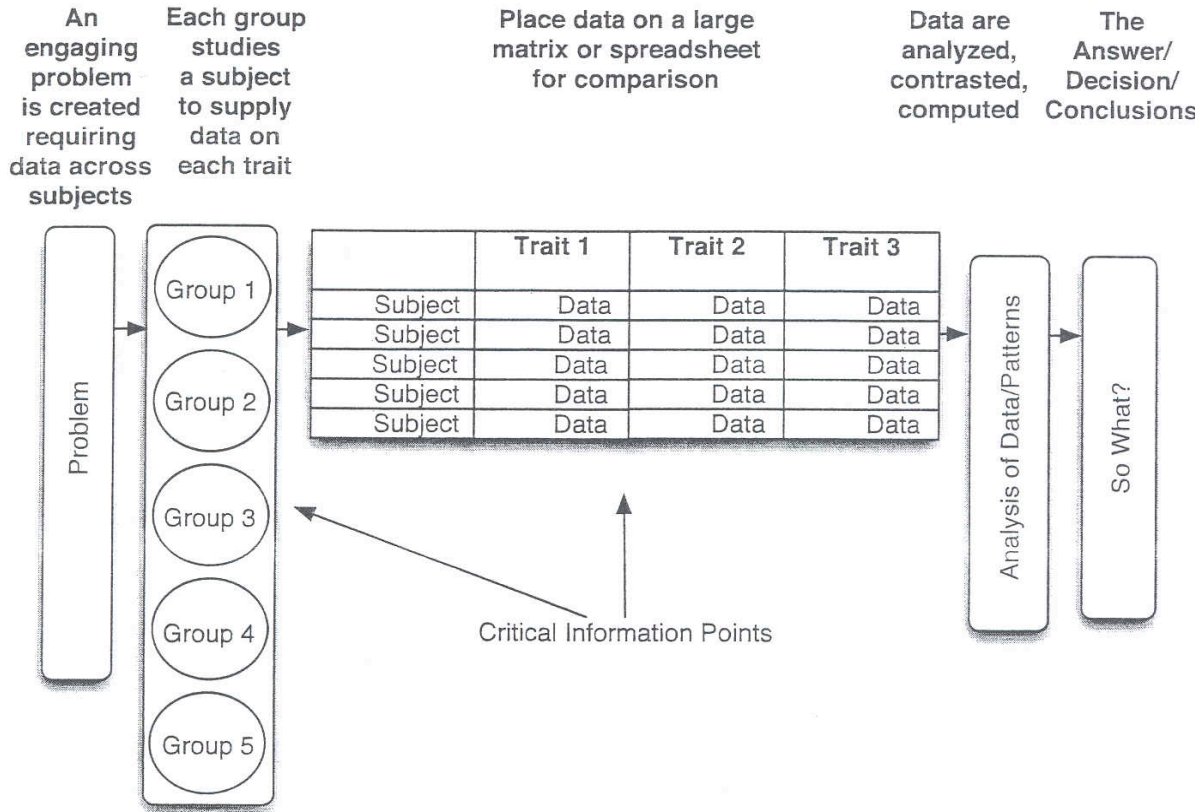 An
engaging
problem
is created
requiring
data across
subjects
Each group
studies
a subject
to supply
data on
each trait
Place data on a large
matrix or spreadsheet
for comparison
Data are
analyzed,
contrasted,
computed
The
Answer/
Decision/
Conclusions
Problem
Group 1
Group 2
Group 3
Group 4
Group 5
Trait 1 Trait 2 Trait 3
Subject Data Data Data
Subject Data Data Data
Subject Data Data Data
Subject Data Data Data
Subject Data Data Data
Critical Information Points
Analysis of Data/Patterns
So What?